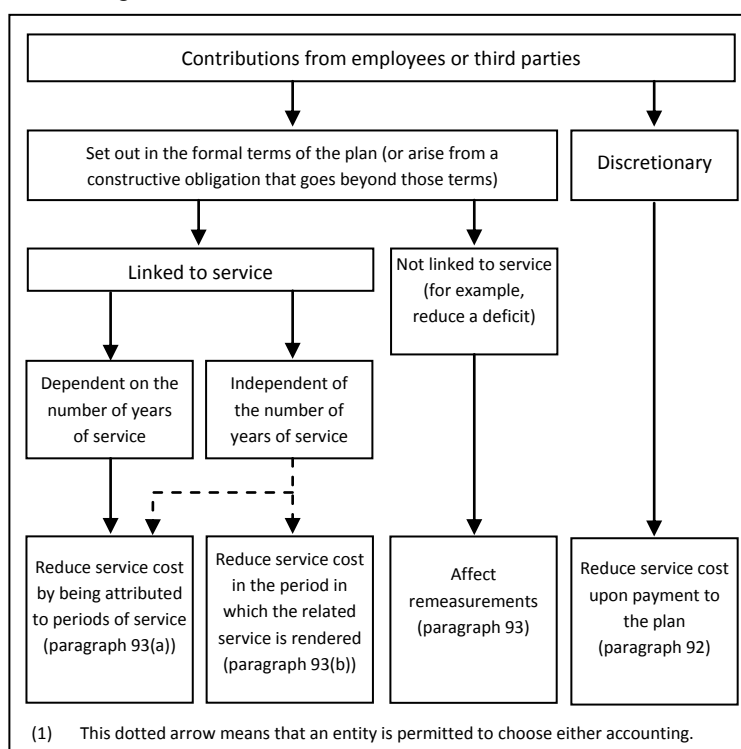 Contributions from employees or third parties
Set out in the formal terms of the plan (or arise from a
constructive obligation that goes beyond those terms)
Discretionary
Linked to service
Not linked to service
(for example,
reduce a deficit)
Dependent on the
number of years
of service
Independent of
the number of
years of service
Reduce service cost
by being attributed
to periods of service
(paragraph 93(a))
Reduce service cost
in the period in
which the related
service is rendered
(paragraph 93(b))
Affect
remeasurements
(paragraph 93)
Reduce service cost
upon payment to
the plan
(paragraph 92)
(1) This dotted arrow means that an entity is permitted to choose either accounting.